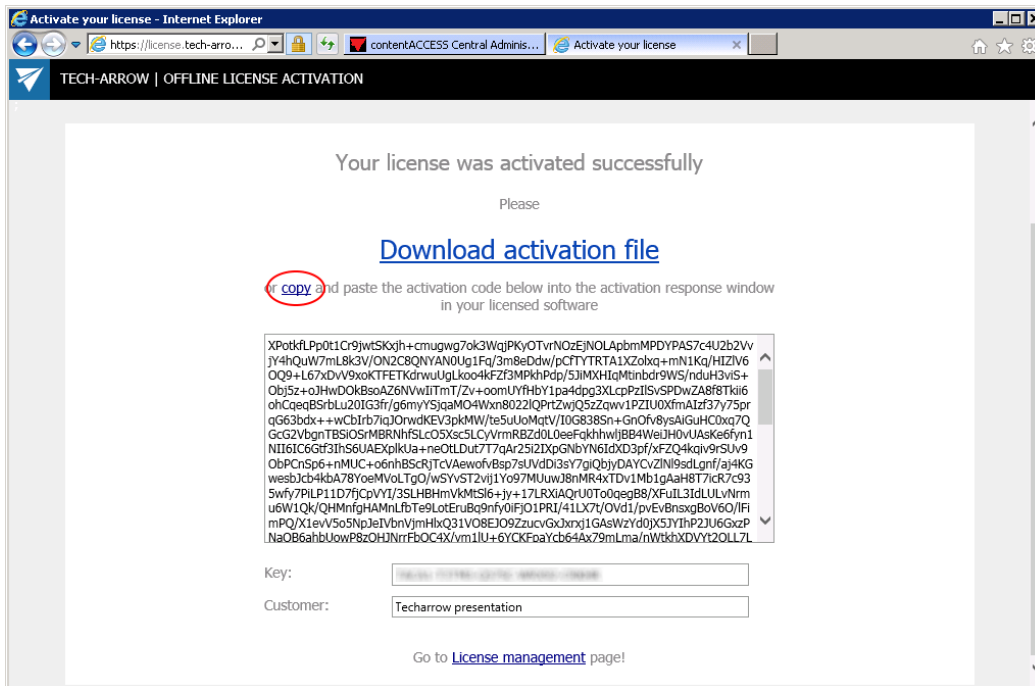 Activate your license - Internet Explorer
https://license.tech-arro...
contentACCESS Central Adminis...
Activate your license
TECH-ARROW | OFFLINE LICENSE ACTIVATION
Your license was activated successfully
Please
Download activation file
or copy and paste the activation code below into the activation response window
in your licensed software
XPotkfLPp0t1Cr9jwtSKxjh+cmugwg7ok3WqjPKyOTvrNOzEjNOLApbmMPDYPAS7c4U2b2Vv
jY4hQuW7mL8k3V/ON2C8QNYAN0Ug1Fq/3m8eDdw/pCfTYTRTA1XZolxq+mN1Kq/HIZlV6
OQ9+L67xDvV9xoKTFETKdrwuUgLkoo4kFZf3MPkhPdp/5JiMXHIqMtinbdr9WS/nduH3viS+
Obj5z+oJHwDOkBsoAZ6NVwIiTmT/Zv+oomUYfHbY1pa4dpg3XLcpPzIlSvSPDwZA8f8Tkii6
ohCqeqBSrbLu20IG3fr/g6myYSjqaMO4Wxn8022lQPrtZwjQ5zZqwv1PZIU0XfmAIzf37y75pr
qG63bdx++wCbIrb7iqJOrwdKEV3pkMW/te5uUoMqtV/I0G838Sn+GnOfv8ysAiGuHC0xq7Q
GcG2VbgnTBSiOSrMBRNhfSLcO5Xsc5LCyVrmRBZd0L0eeFqkhhwljBB4WeiJH0vUAsKe6fyn1
NII6IC6Gtf3IhS6UAEXplkUa+neOtLDut7T7qAr25i2IXpGNbYN6IdXD3pf/xFZQ4kqiv9rSUv9
ObPCnSp6+nMUC+o6nhBScRjTcVAewofvBsp7sUVdDi3sY7giQbjyDAYCvZlNl9sdLgnf/aj4KG
wesbJcb4kbA78YoeMVoLTgO/wSYvST2vij1Yo97MUuwJ8nMR4xTDv1Mb1gAaH8T7icR7c93
5wfy7PiLP11D7fjCpVYI/3SLHBHmVkMtSl6+jy+17LRXiAQrU0To0qegB8/XFuIL3IdLULvNrm
u6W1Qk/QHMnfgHAMnLfbTe9LotEruBq9nfy0iFjO1PRI/41LX7t/OVd1/pvEvBnsxgBoV6O/lFi
mPQ/X1evV5o5NpJeIVbnVjmHlxQ31VO8EJO9ZzucvGxJxrxj1GAsWzYd0jX5JYIhP2JU6GxzP
NaOB6ahbUowP8zOHJNrrFbOC4X/vm1lU+6YCKFpaYcb64Ax79mLma/nWtkhXDVYt2OLL7L
Key:
Customer:
Techarrow presentation
Go to License management page!